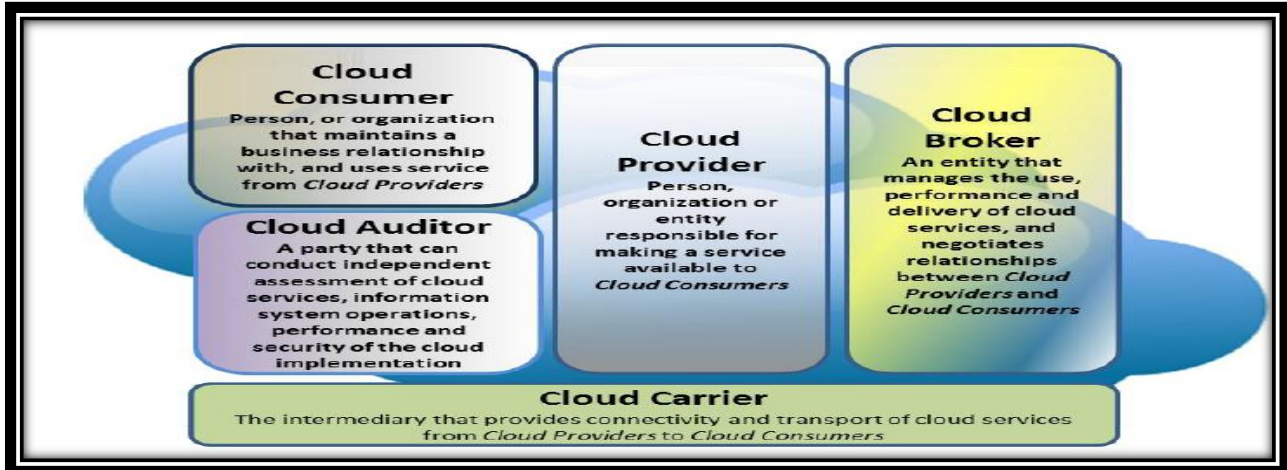 Cloud
Consumer
Person, or organization
that maintains a
business relationship
with, and uses service
from Cloud Providers
Cloud Auditor
A party that can
conduct independent
assessment of cloud
services, information
system operations,
performance and
security of the cloud
implementation
Cloud
Provider
Person,
organization or
entity
responsible for
making a service
available to
Cloud Consumers
Cloud
Broker
An entity that
manages the use,
performance and
delivery of cloud
services, and
negotiates
relationships
between Cloud
Providers and
Cloud Consumers
Cloud Carrier
The intermediary that provides connectivity and transport of cloud services
from Cloud Providers to Cloud Consumers